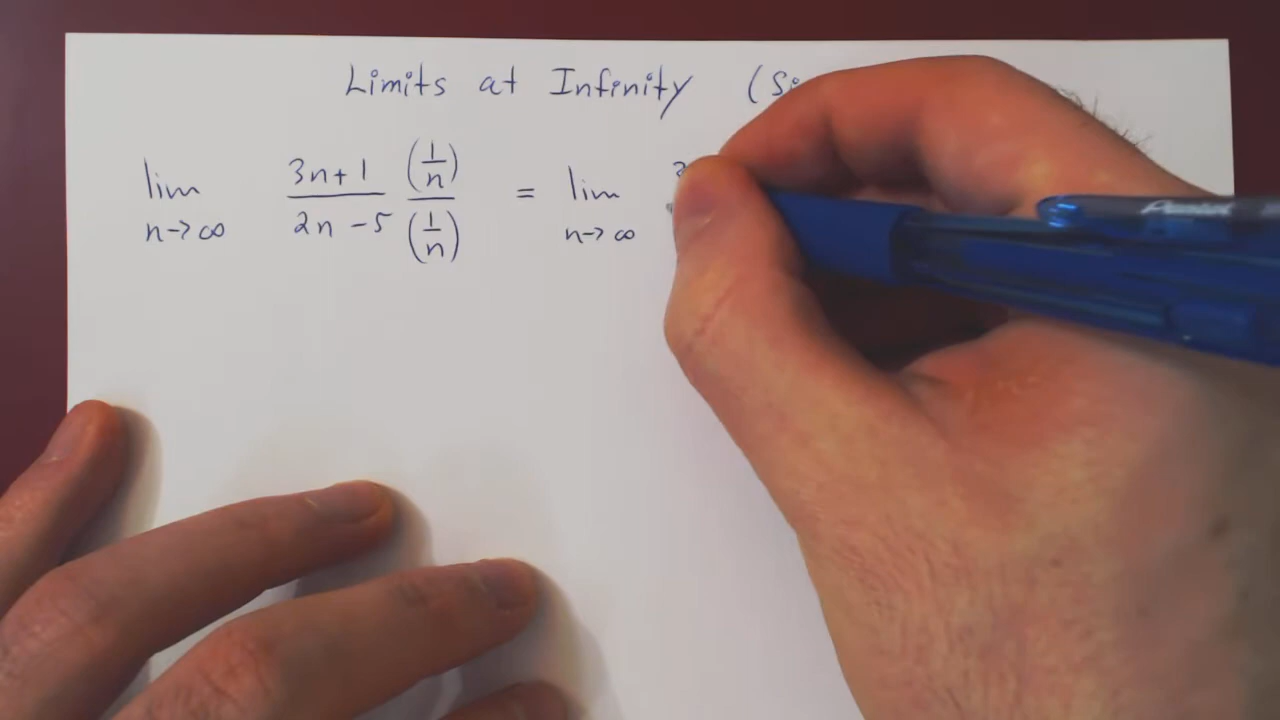 Limits at Infinity
lim n→∞ 3n+1 (1/n) / 2n-5 (1/n) = lim n→∞
Pentel